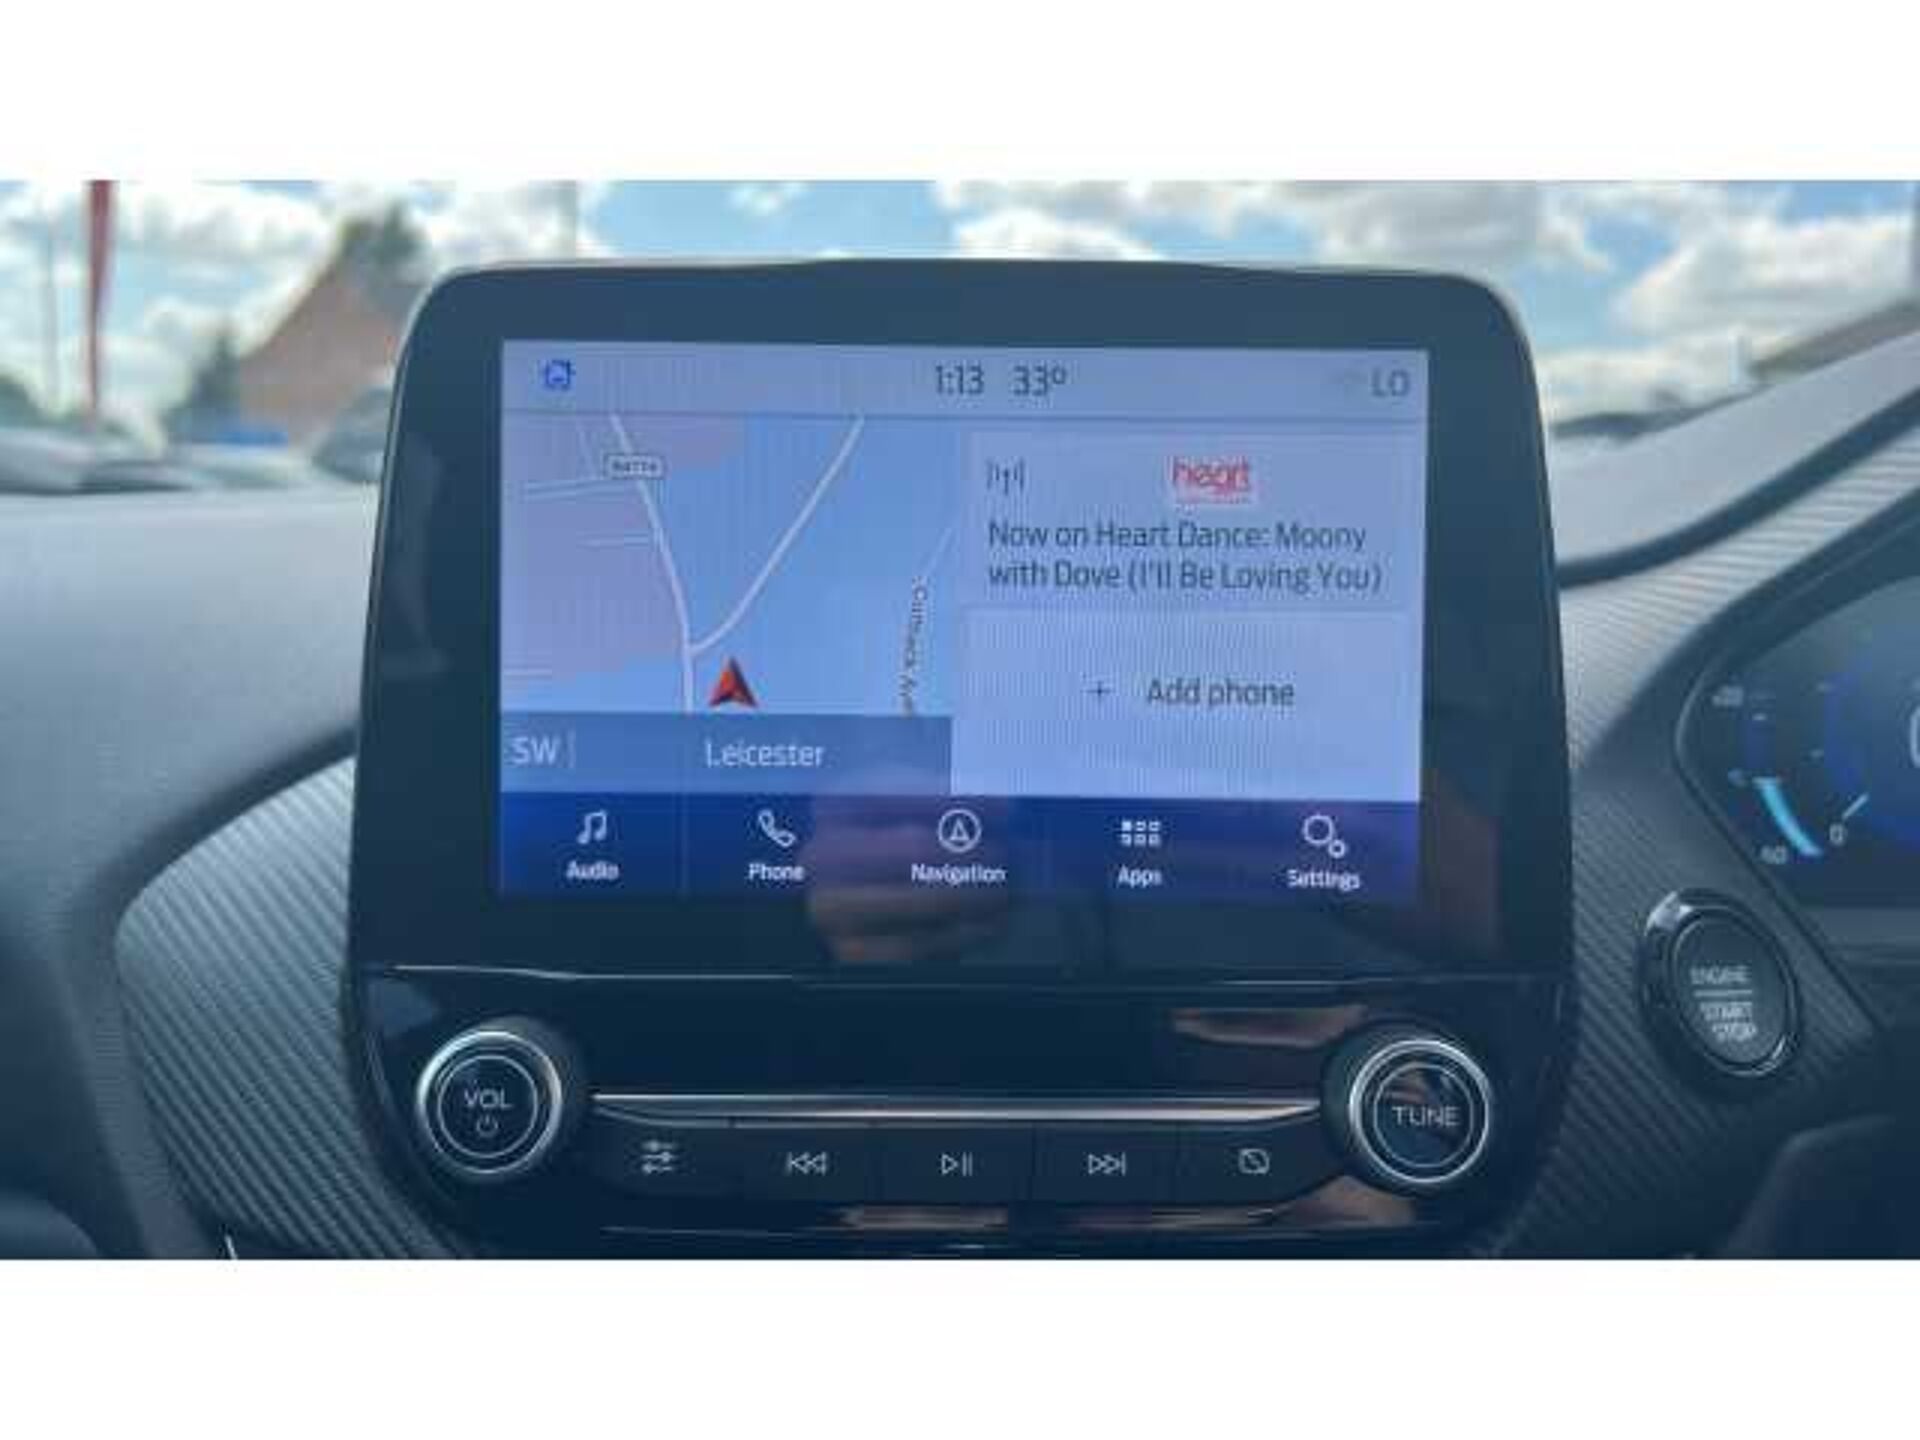 1:13 33° LO
heart
Now on Heart Dance: Moony
with Dove (I'll Be Loving You)
+ Add phone
SW Leicester
Audio Phone Navigation Apps Settings
0
ENGINE
START
STOP
VOL
TUNE